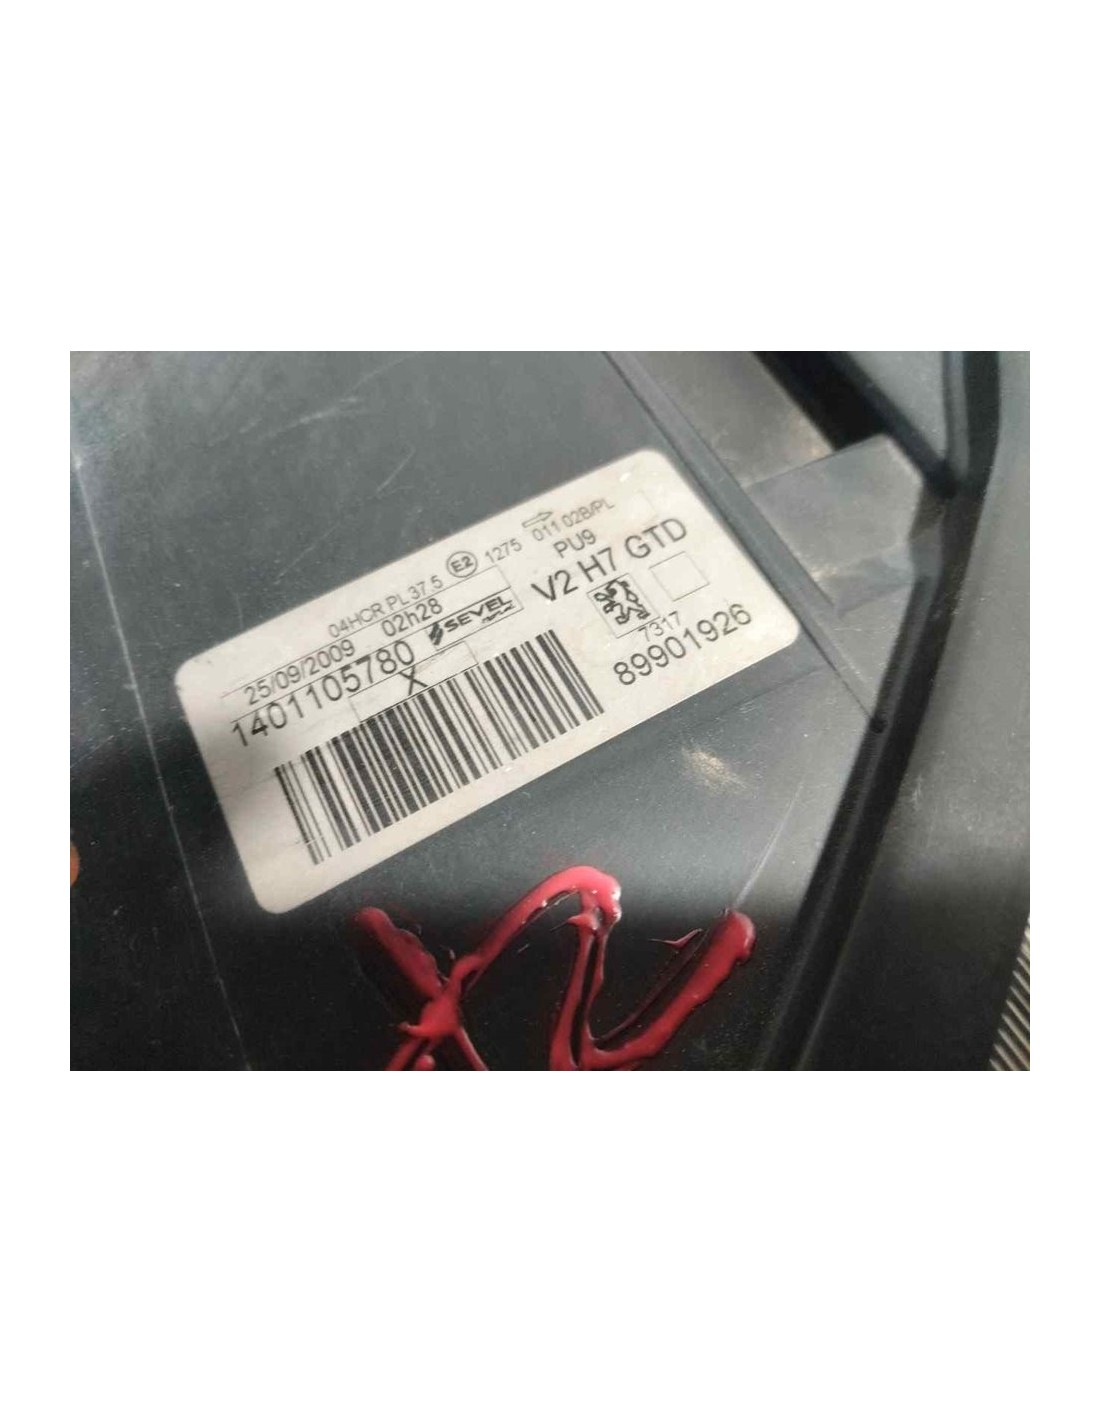 04HCR PL 37.5 E2 1275 011 02B/PL
25/09/2009 02h28
PU9
1401105780 SEVEL
V2 H7 GTD
X
7317
89901926